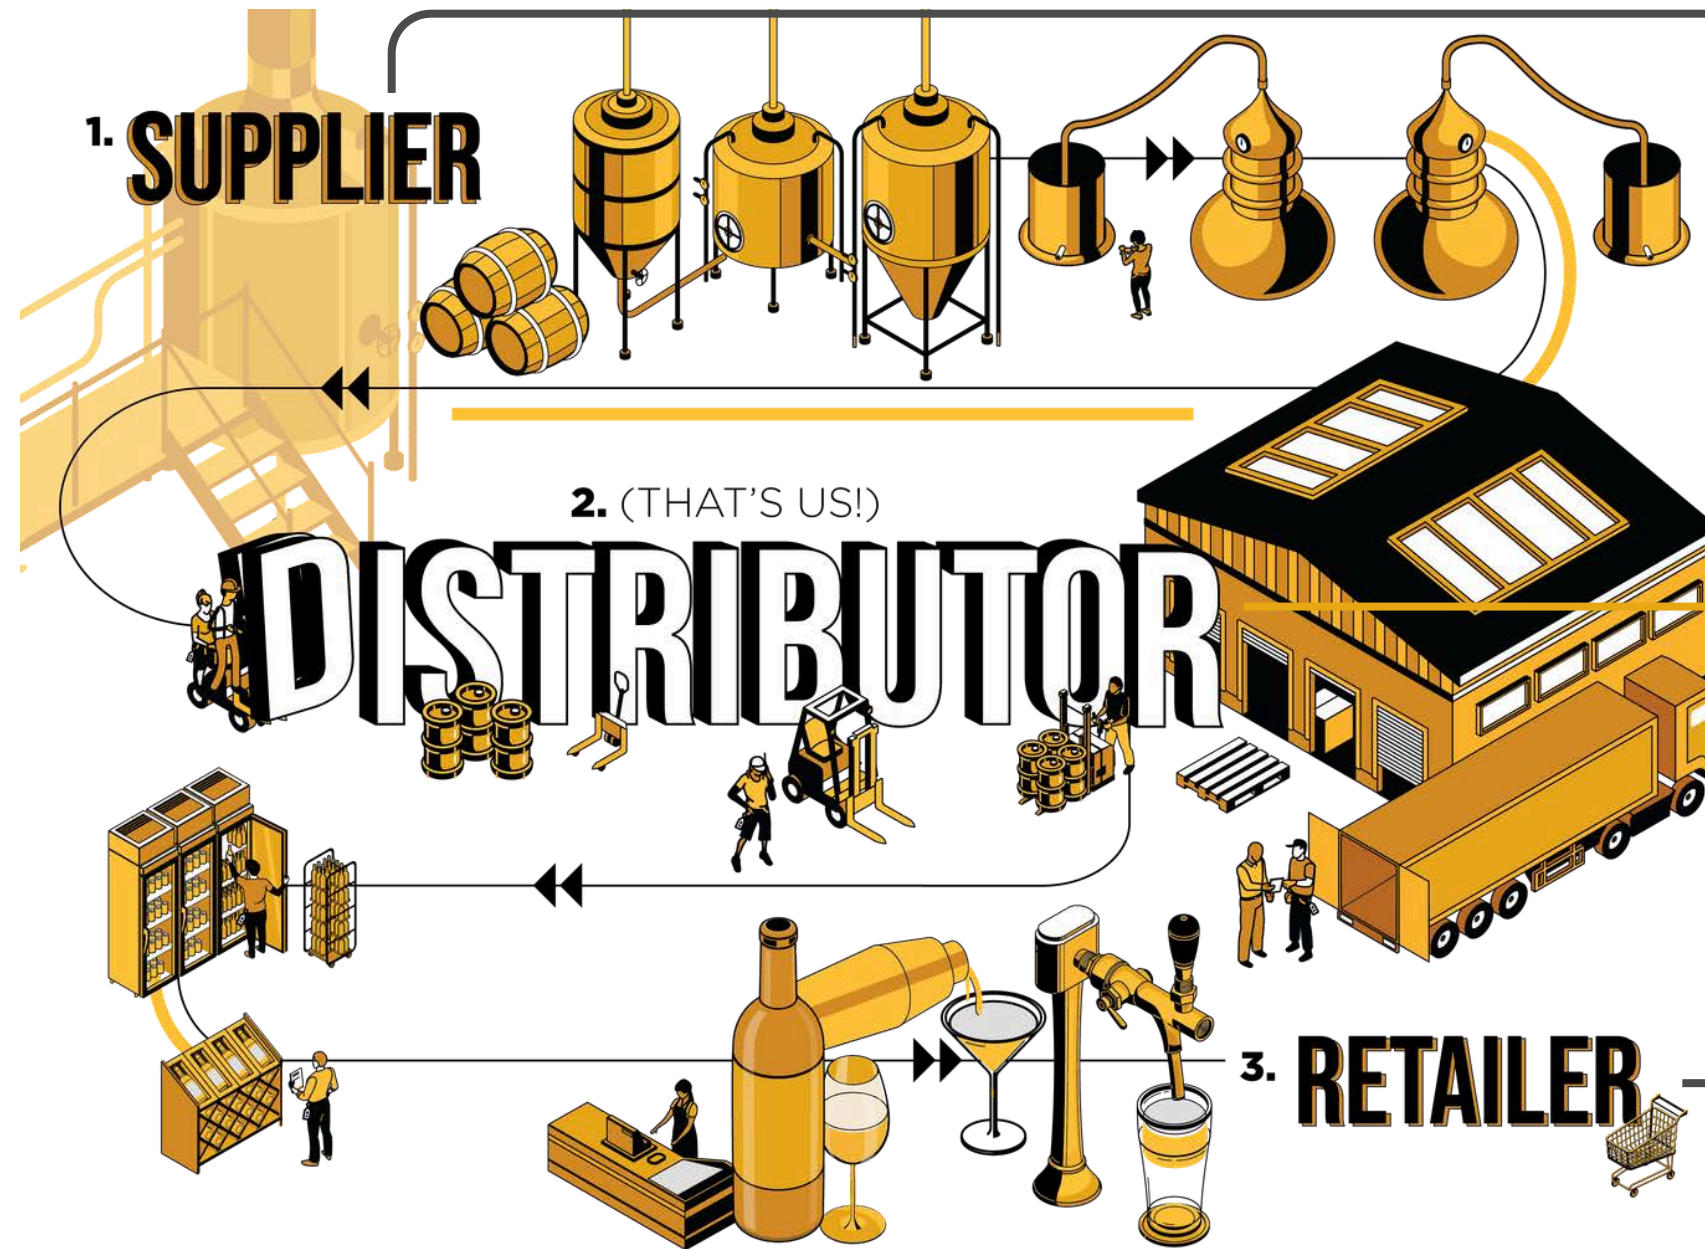 1. SUPPLIER
2. (THAT'S US!)
DISTRIBUTOR
3. RETAILER